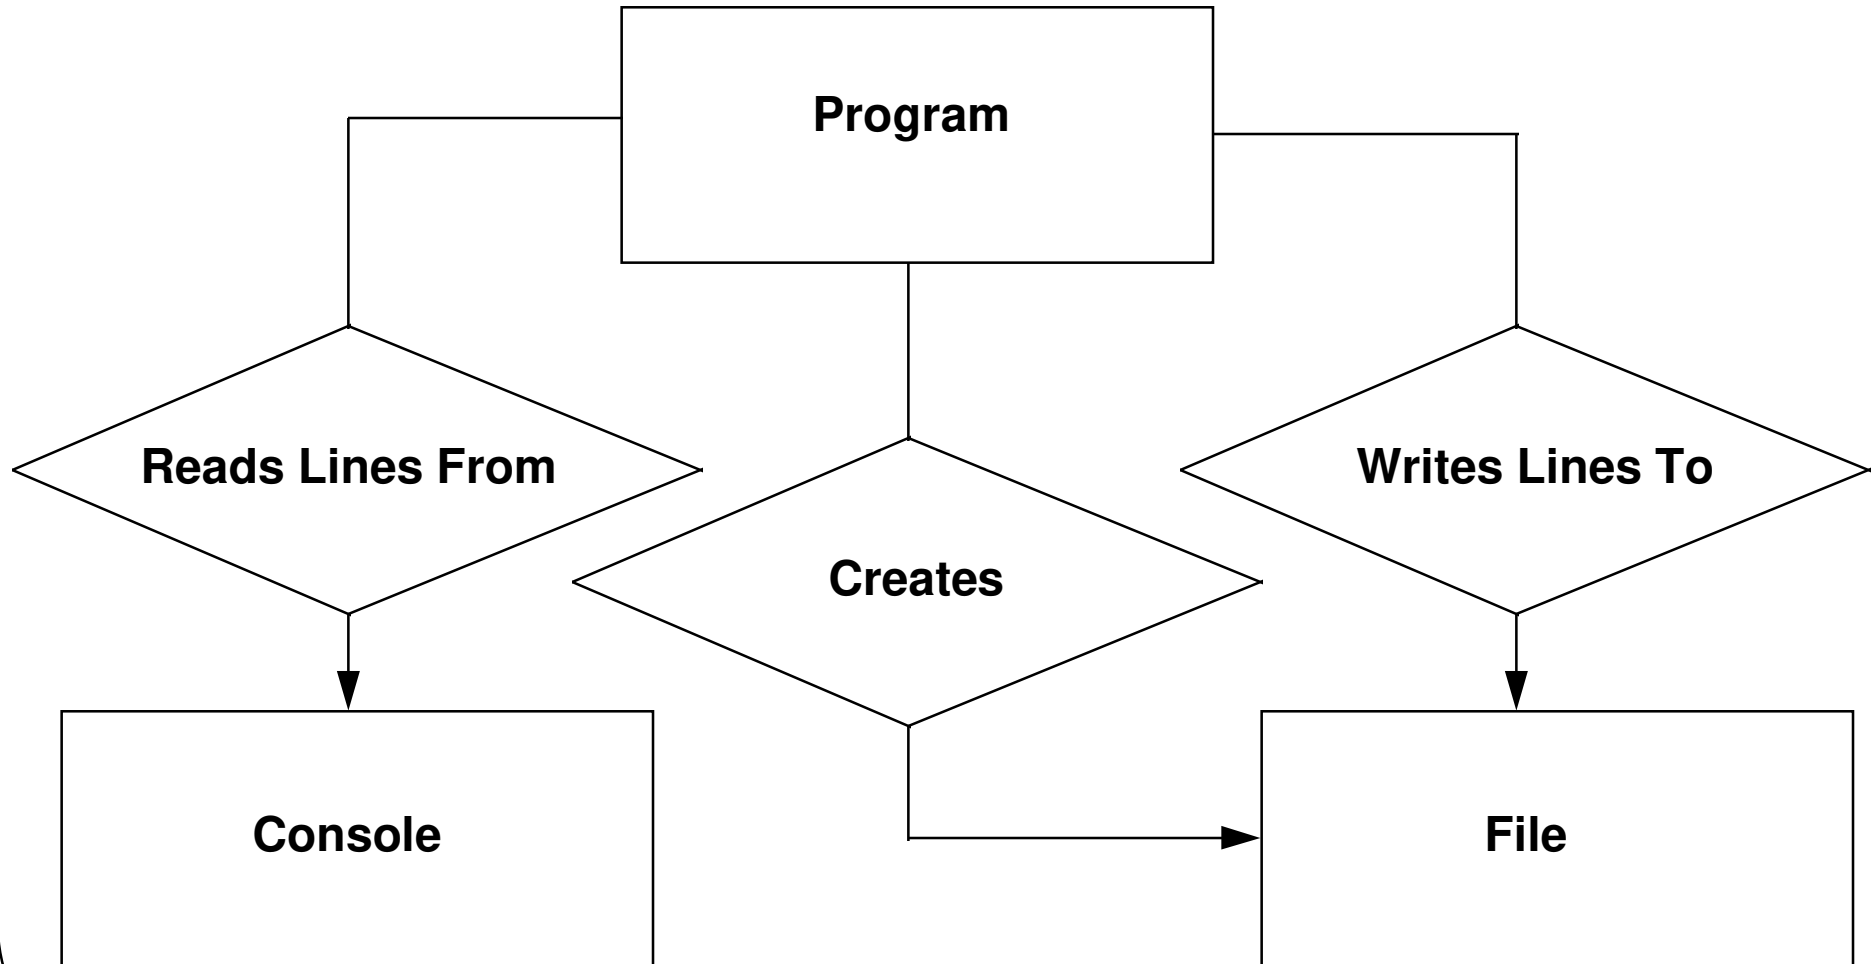 Program
Reads Lines From
Writes Lines To
Creates
Console
File